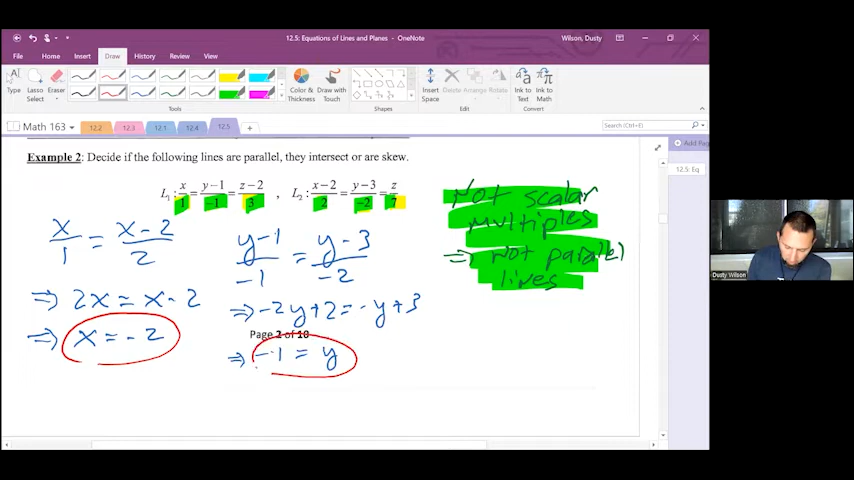 12.5: Equations of Lines and Planes - OneNote
Wilson, Dusty
File Home Insert Draw History Review View
Type Lasso Select Eraser Color & Thickness Draw with Touch Insert Space Delete Arrange Rotate Ink to Text Ink to Math
Tools Shapes Edit Convert
Math 163 12.2 12.3 12.1 12.4 12.5 + Search (Ctrl+E)
Add Page
12.5: Eq
Example 2: Decide if the following lines are parallel, they intersect or are skew.
L₁: x/1 = (y-1)/-1 = (z-2)/3 , L₂: (x-2)/2 = (y-3)/-2 = z/7
Not scalar
multiples
⇒ not parallel
lines
x/1 = (x-2)/2
⇒ 2x = x-2
⇒ x = -2
(y-1)/-1 = (y-3)/-2
⇒ -2y+2 = -y+3
Page 2 of 10
⇒ -1 = y
Dusty Wilson